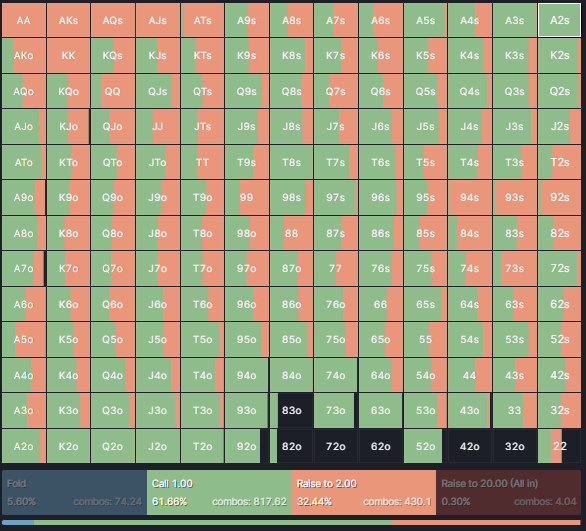 AA AKs AQs AJs ATs A9s A8s A7s A6s A5s A4s A3s A2s
AKo KK KQs KJs KTs K9s K8s K7s K6s K5s K4s K3s K2s
AQo KQo QQ QJs QTs Q9s Q8s Q7s Q6s Q5s Q4s Q3s Q2s
AJo KJo QJo JJ JTs J9s J8s J7s J6s J5s J4s J3s J2s
ATo KTo QTo JTo TT T9s T8s T7s T6s T5s T4s T3s T2s
A9o K9o Q9o J9o T9o 99 98s 97s 96s 95s 94s 93s 92s
A8o K8o Q8o J8o T8o 98o 88 87s 86s 85s 84s 83s 82s
A7o K7o Q7o J7o T7o 97o 87o 77 76s 75s 74s 73s 72s
A6o K6o Q6o J6o T6o 96o 86o 76o 66 65s 64s 63s 62s
A5o K5o Q5o J5o T5o 95o 85o 75o 65o 55 54s 53s 52s
A4o K4o Q4o J4o T4o 94o 84o 74o 64o 54o 44 43s 42s
A3o K3o Q3o J3o T3o 93o 83o 73o 63o 53o 43o 33 32s
A2o K2o Q2o J2o T2o 92o 82o 72o 62o 52o 42o 32o 22
Fold Call 1.00 Raise to 2.00 Raise to 20.00 (All in)
5.60% combos: 74.24 61.66% combos: 817.62 32.44% combos: 430.1 0.30% combos: 4.04